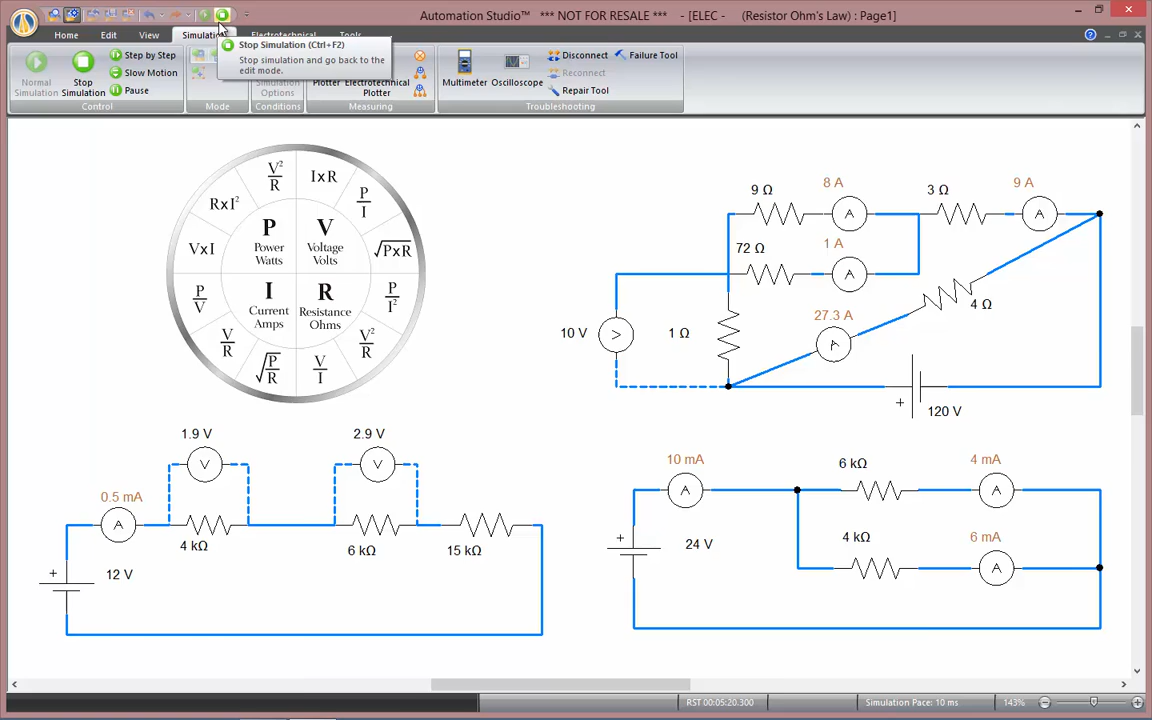 Automation Studio™ *** NOT FOR RESALE *** - [ELEC - (Resistor Ohm's Law) : Page1]
Home Edit View Simulation Electrotechnical Tools
Stop Simulation (Ctrl+F2)
Stop simulation and go back to the
edit mode.
Normal
Simulation
Stop
Simulation
Step by Step
Slow Motion
Pause
Simulation
Options
Plotter
Electrotechnical
Plotter
Multimeter
Oscilloscope
Disconnect
Reconnect
Repair Tool
Failure Tool
Control Mode Conditions Measuring Troubleshooting
V²
R
IxR
RxI²
P
I
VxI
√PxR
P
Power
Watts
V
Voltage
Volts
I
Current
Amps
R
Resistance
Ohms
P
V
P
I²
V
R
V²
R
√P
R
V
I
9 Ω
8 A
3 Ω
9 A
A
A
72 Ω
1 A
A
4 Ω
10 V
>
1 Ω
27.3 A
A
+
120 V
1.9 V
2.9 V
V
V
0.5 mA
A
4 kΩ
6 kΩ
15 kΩ
+
12 V
10 mA
A
6 kΩ
4 mA
A
+
24 V
4 kΩ
6 mA
A
RST 00:05:20.300
Simulation Pace: 10 ms
143%